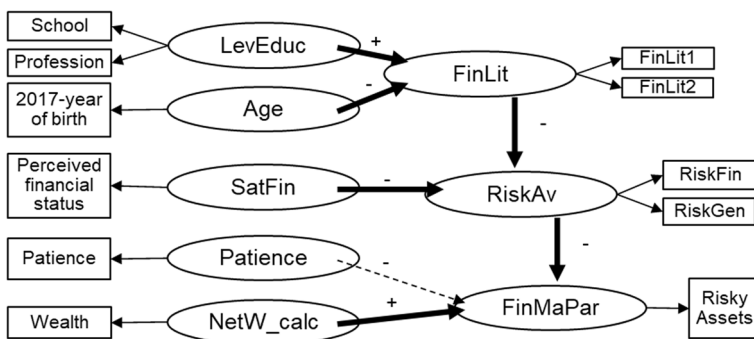 School
LevEduc
+
FinLit
FinLit1
Profession
-
FinLit2
2017-year
of birth
Age
-
Perceived
financial
status
SatFin
-
RiskAv
RiskFin
RiskGen
Patience
Patience
-
-
Wealth
NetW_calc
+
FinMaPar
Risky
Assets